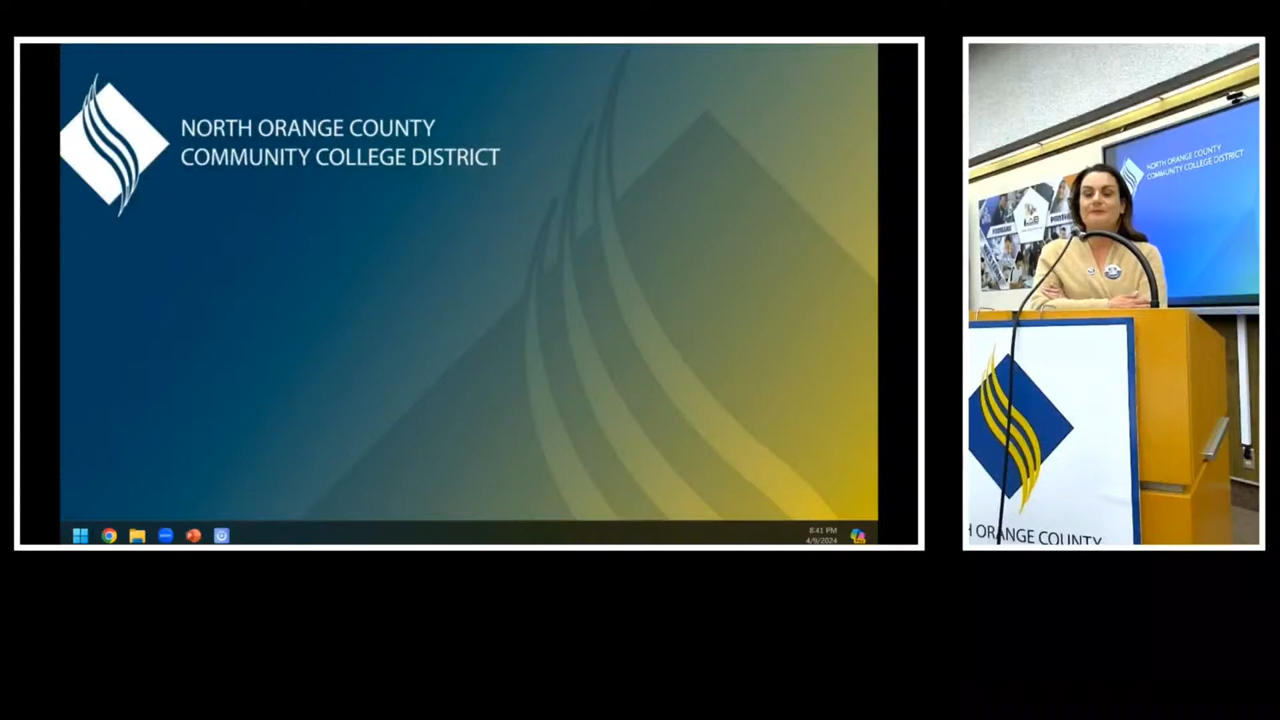 NORTH ORANGE COUNTY
COMMUNITY COLLEGE DISTRICT
8:41 PM
4/9/2024
NORTH ORANGE COUNTY
COMMUNITY COLLEGE DISTRICT
H ORANGE COUNTY